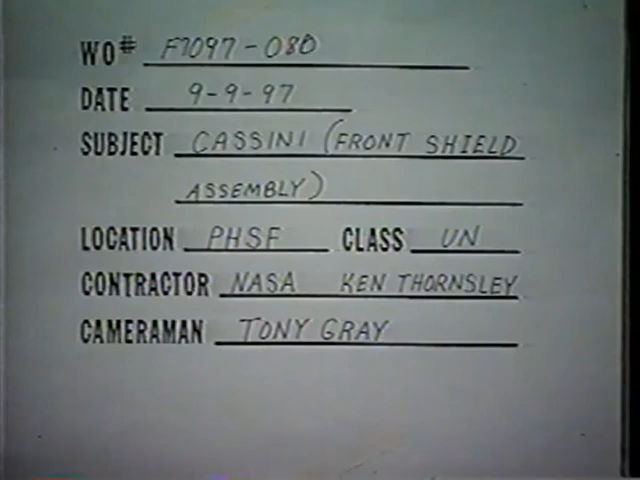 WO# F7097-080
DATE 9-9-97
SUBJECT CASSINI (FRONT SHIELD
ASSEMBLY)
LOCATION PHSF CLASS UN
CONTRACTOR NASA KEN THORNSLEY
CAMERAMAN TONY GRAY